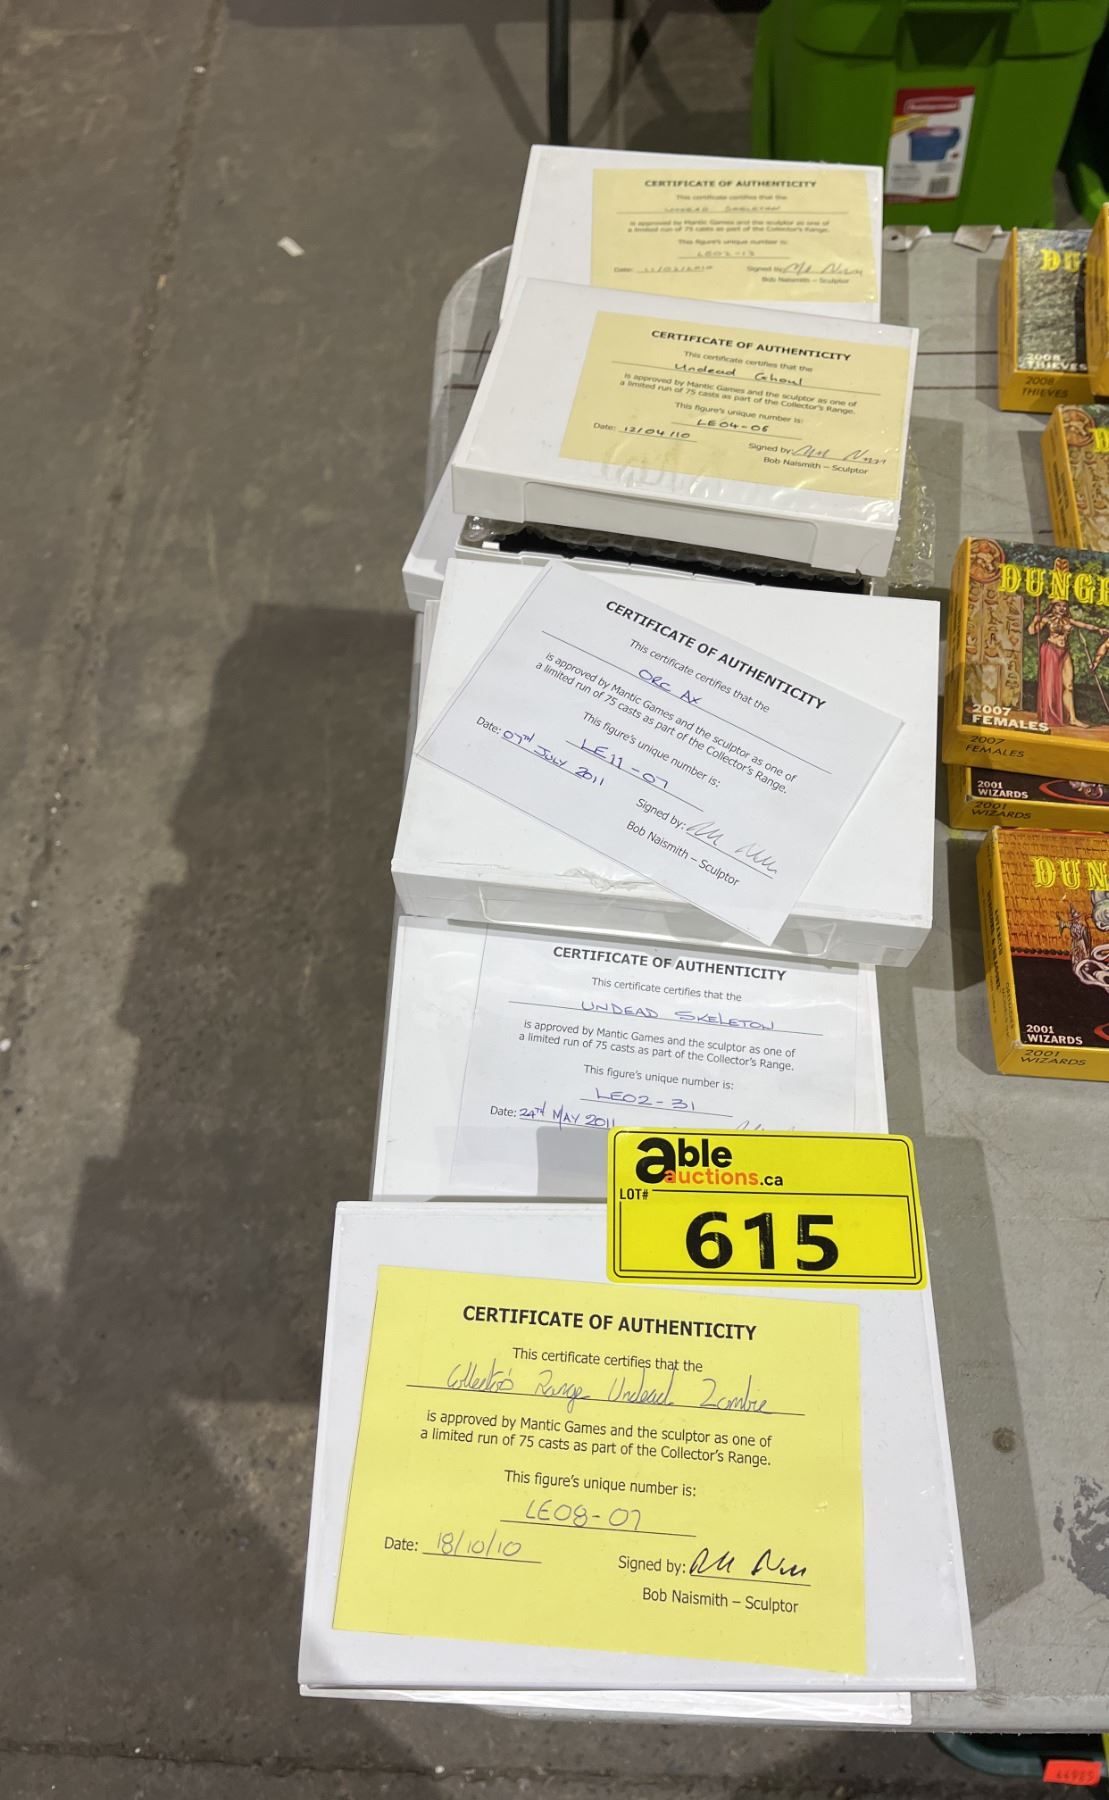 CERTIFICATE OF AUTHENTICITY
This certificate certifies that the
UNDEAD SKELETON
is approved by Mantic Games and the sculptor as one of
a limited run of 75 casts as part of the Collector's Range.
This figure's unique number is:
LE02-13
Date:
Signed by:
Bob Naismith – Sculptor
CERTIFICATE OF AUTHENTICITY
This certificate certifies that the
Undead Ghoul
is approved by Mantic Games and the sculptor as one of
a limited run of 75 casts as part of the Collector's Range.
This figure's unique number is:
LE04-06
Date: 12/04/10
Signed by:
Bob Naismith – Sculptor
CERTIFICATE OF AUTHENTICITY
This certificate certifies that the
ORC AX
is approved by Mantic Games and the sculptor as one of
a limited run of 75 casts as part of the Collector's Range.
This figure's unique number is:
LE11-07
Date: 07TH JULY 2011
Signed by:
Bob Naismith – Sculptor
CERTIFICATE OF AUTHENTICITY
This certificate certifies that the
UNDEAD SKELETON
is approved by Mantic Games and the sculptor as one of
a limited run of 75 casts as part of the Collector's Range.
This figure's unique number is:
LE02-31
Date: 24TH MAY 2011
able
auctions.ca
LOT#
615
CERTIFICATE OF AUTHENTICITY
This certificate certifies that the
Collector's Range Undead Zombie
is approved by Mantic Games and the sculptor as one of
a limited run of 75 casts as part of the Collector's Range.
This figure's unique number is:
LE08-07
Date: 18/10/10
Signed by:
Bob Naismith – Sculptor
Rubbermaid
DU
2008
THIEVES
2008
THIEVES
DUNG
2007
FEMALES
2007
FEMALES
2001
WIZARDS
2001
WIZARDS
DUN
2001
WIZARDS
2001
WIZARDS